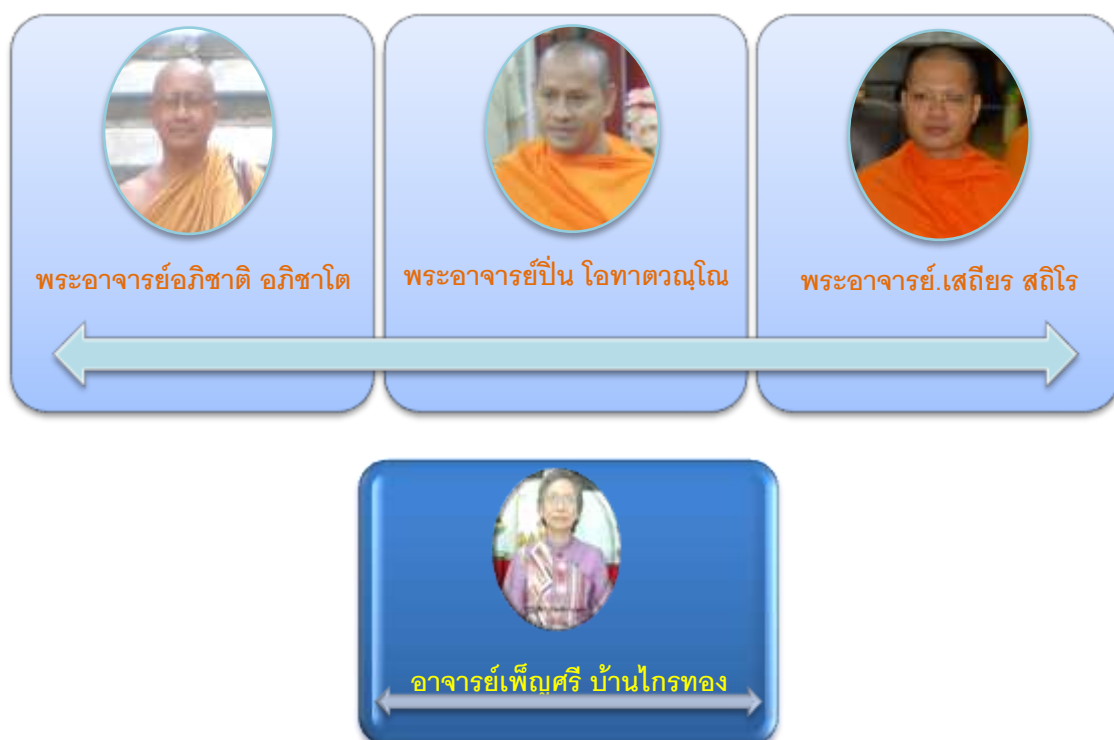 พระอาจารย์อภิชาติ อภิชาโต
พระอาจารย์ปิ่น โอทาตวณฺโณ
พระอาจารย์.เสถียร สถิโร
อาจารย์เพ็ญศรี บ้านไกรทอง